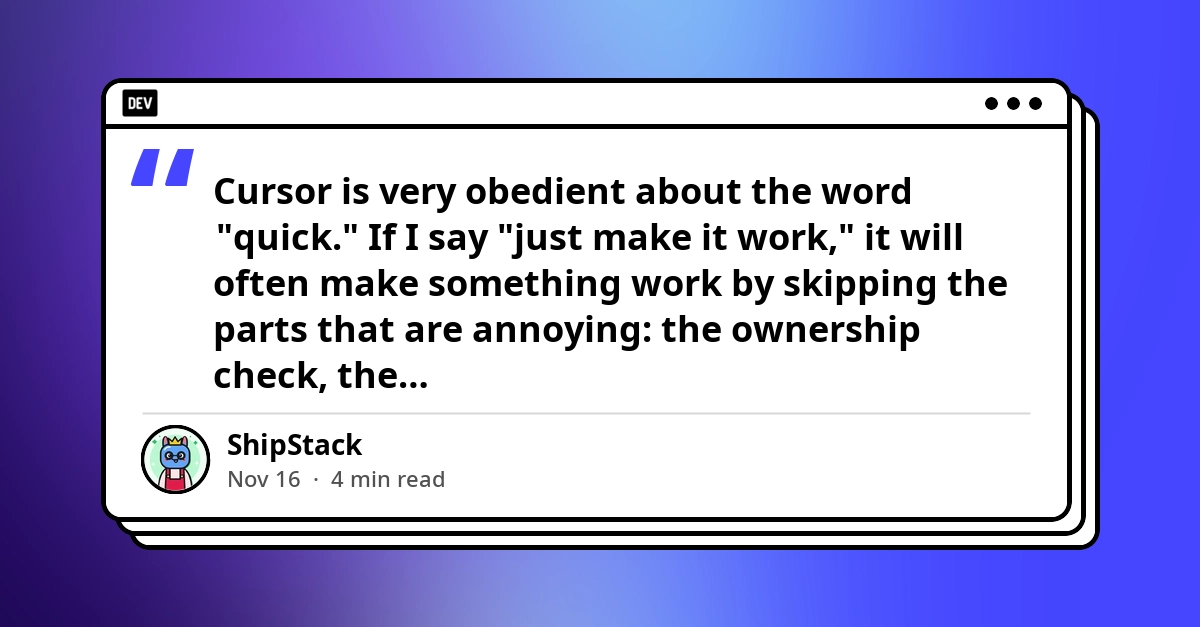 DEV
“
Cursor is very obedient about the word
"quick." If I say "just make it work," it will
often make something work by skipping the
parts that are annoying: the ownership
check, the...
ShipStack
Nov 16 · 4 min read